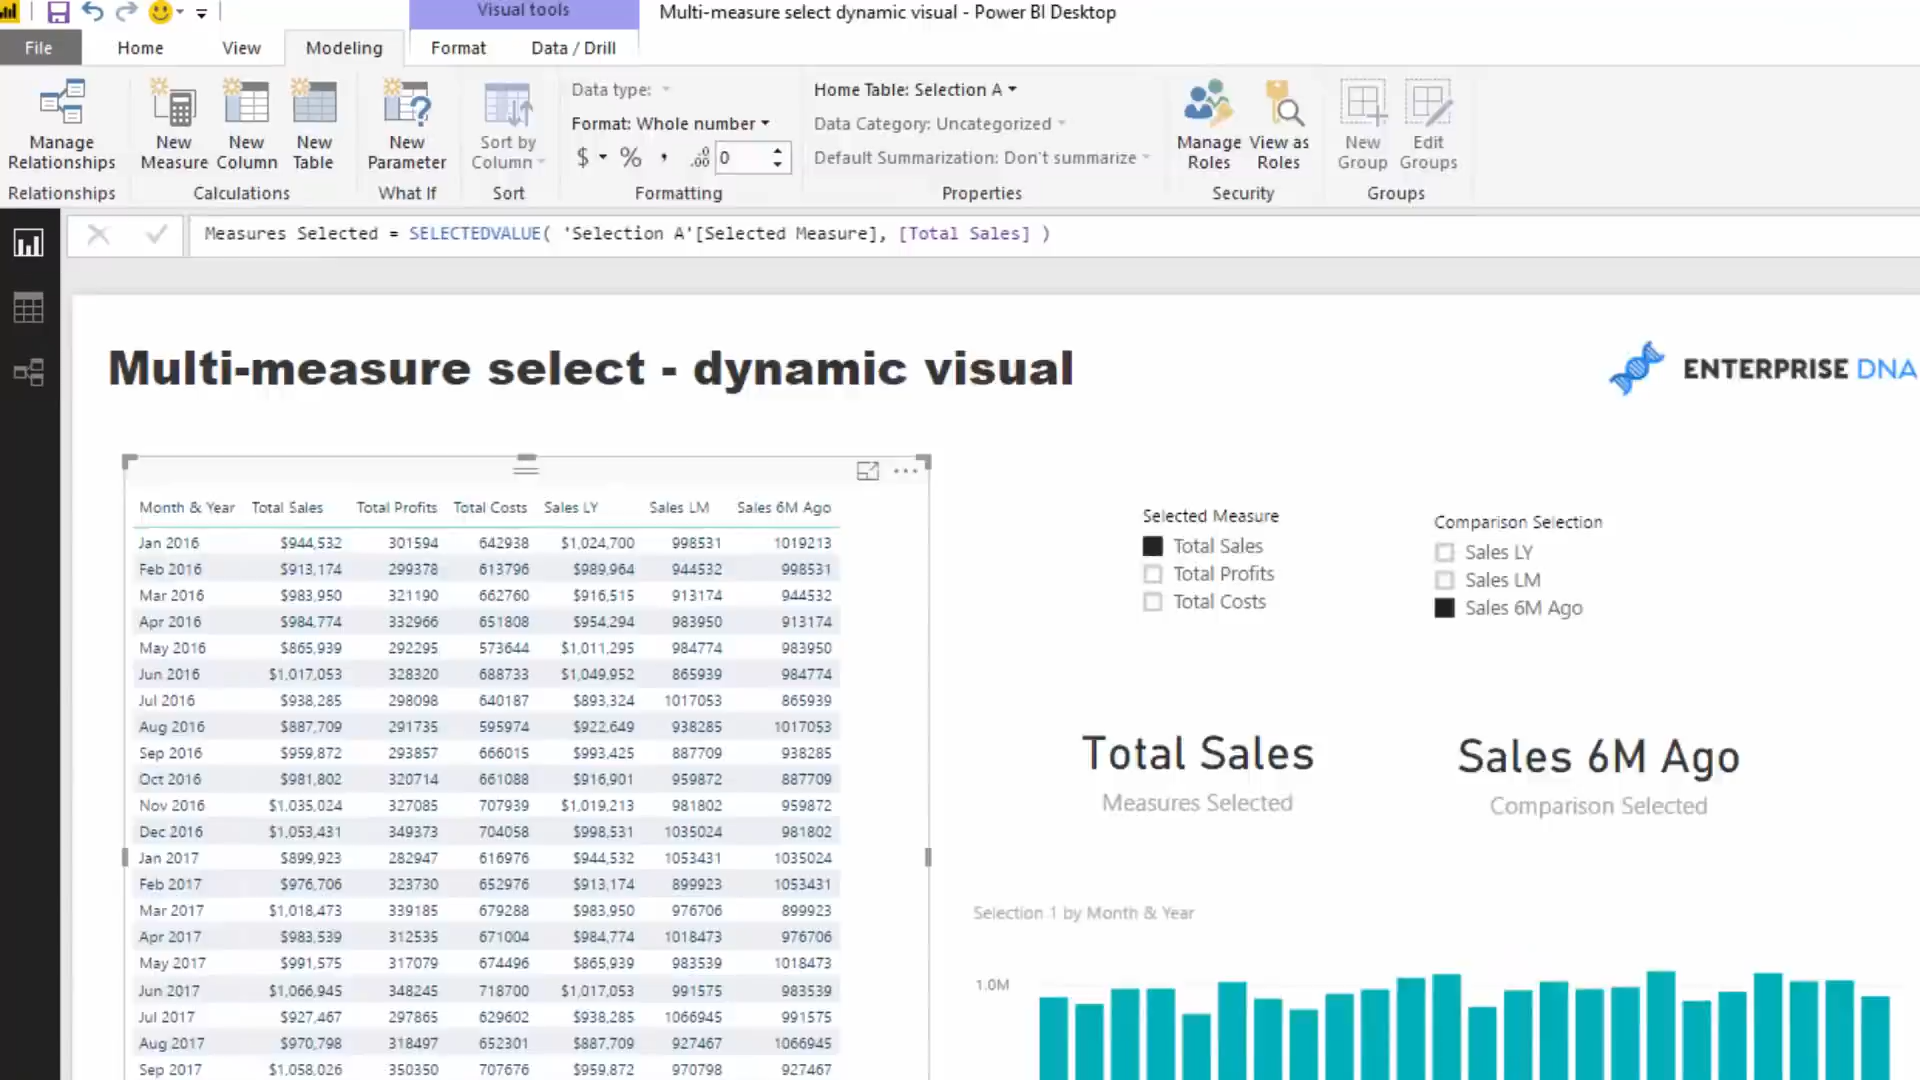 Visual tools
Multi-measure select dynamic visual - Power BI Desktop
File Home View Modeling Format Data / Drill
Manage Relationships
New Measure
New Column
New Table
New Parameter
Sort by Column
Data type:
Format: Whole number
$ % , .00 0
Home Table: Selection A
Data Category: Uncategorized
Default Summarization: Don't summarize
Manage Roles
View as Roles
New Group
Edit Groups
Relationships Calculations What If Sort Formatting Properties Security Groups
Measures Selected = SELECTEDVALUE( 'Selection A'[Selected Measure], [Total Sales] )
Multi-measure select - dynamic visual
ENTERPRISE DNA
Month & Year Total Sales Total Profits Total Costs Sales LY Sales LM Sales 6M Ago
Jan 2016 $944,532 301594 642938 $1,024,700 998531 1019213
Feb 2016 $913,174 299378 613796 $989,964 944532 998531
Mar 2016 $983,950 321190 662760 $916,515 913174 944532
Apr 2016 $984,774 332966 651808 $954,294 983950 913174
May 2016 $865,939 292295 573644 $1,011,295 984774 983950
Jun 2016 $1,017,053 328320 688733 $1,049,952 865939 984774
Jul 2016 $938,285 298098 640187 $893,324 1017053 865939
Aug 2016 $887,709 291735 595974 $922,649 938285 1017053
Sep 2016 $959,872 293857 666015 $993,425 887709 938285
Oct 2016 $981,802 320714 661088 $916,901 959872 887709
Nov 2016 $1,035,024 327085 707939 $1,019,213 981802 959872
Dec 2016 $1,053,431 349373 704058 $998,531 1035024 981802
Jan 2017 $899,923 282947 616976 $944,532 1053431 1035024
Feb 2017 $976,706 323730 652976 $913,174 899923 1053431
Mar 2017 $1,018,473 339185 679288 $983,950 976706 899923
Apr 2017 $983,539 312535 671004 $984,774 1018473 976706
May 2017 $991,575 317079 674496 $865,939 983539 1018473
Jun 2017 $1,066,945 348245 718700 $1,017,053 991575 983539
Jul 2017 $927,467 297865 629602 $938,285 1066945 991575
Aug 2017 $970,798 318497 652301 $887,709 927467 1066945
Sep 2017 $1,058,026 350350 707676 $959,872 970798 927467
Selected Measure
Total Sales
Total Profits
Total Costs
Comparison Selection
Sales LY
Sales LM
Sales 6M Ago
Total Sales
Measures Selected
Sales 6M Ago
Comparison Selected
Selection 1 by Month & Year
1.0M